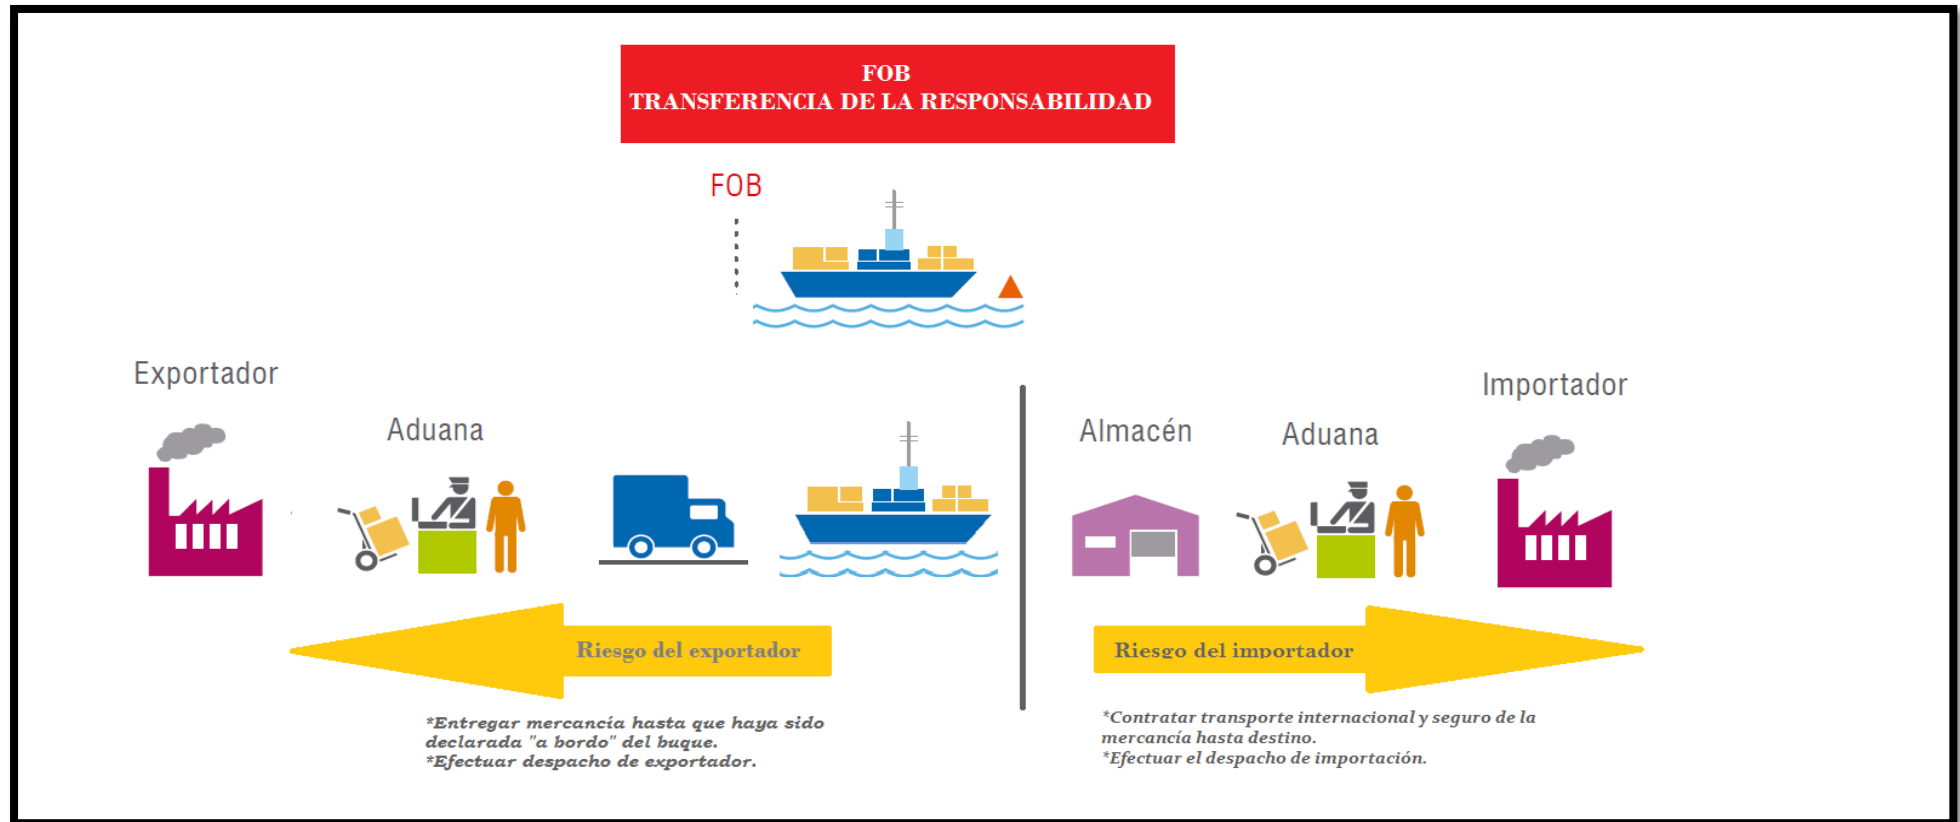 FOB
TRANSFERENCIA DE LA RESPONSABILIDAD
FOB
Exportador
Aduana
Almacén
Aduana
Importador
Riesgo del exportador
Riesgo del importador
*Entregar mercancía hasta que haya sido
declarada "a bordo" del buque.
*Efectuar despacho de exportador.
*Contratar transporte internacional y seguro de la
mercancía hasta destino.
*Efectuar el despacho de importación.